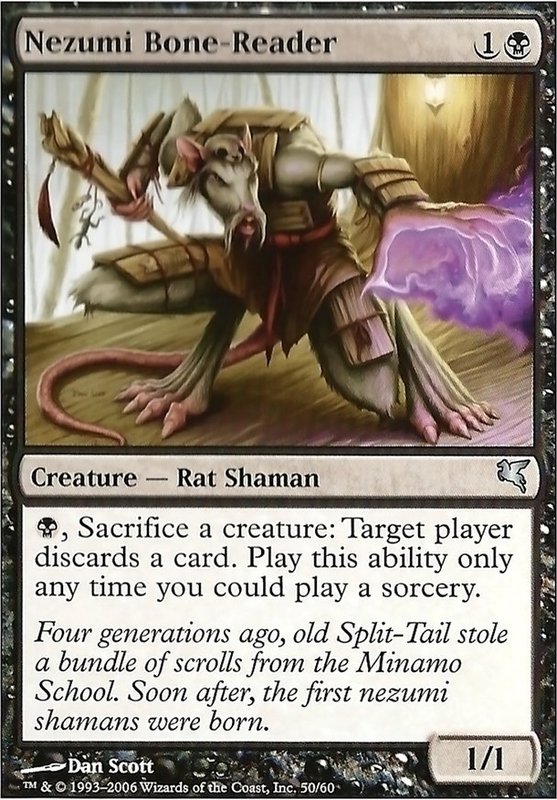 Nezumi Bone-Reader 1
Creature — Rat Shaman
, Sacrifice a creature: Target player
discards a card. Play this ability only
any time you could play a sorcery.
Four generations ago, old Split-Tail stole
a bundle of scrolls from the Minamo
School. Soon after, the first nezumi
shamans were born.
1/1
Dan Scott
™ & © 1993–2006 Wizards of the Coast, Inc. 50/60